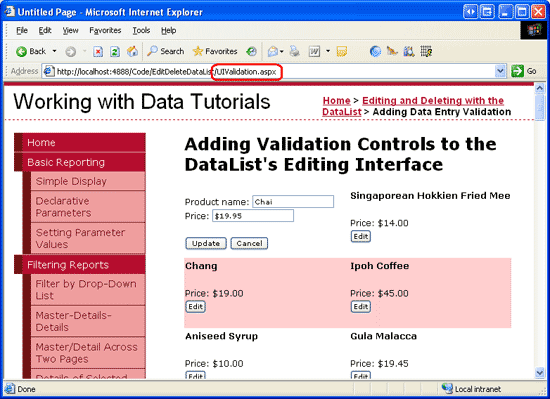 Untitled Page - Microsoft Internet Explorer
File Edit View Favorites Tools Help
Back Search Favorites
Address http://localhost:4888/Code/EditDeleteDataList/UIValidation.aspx Go
Working with Data Tutorials
Home > Editing and Deleting with the
DataList > Adding Data Entry Validation
Home
Basic Reporting
Simple Display
Declarative
Parameters
Setting Parameter
Values
Filtering Reports
Filter by Drop-Down
List
Master-Details-
Details
Master/Detail Across
Two Pages
Details of Selected
Adding Validation Controls to the
DataList's Editing Interface
Product name: Chai
Price: $19.95
Update Cancel
Singaporean Hokkien Fried Mee
Price: $14.00
Edit
Chang
Price: $19.00
Edit
Ipoh Coffee
Price: $45.00
Edit
Aniseed Syrup
Price: $10.00
Edit
Gula Malacca
Price: $19.45
Edit
Done Local intranet